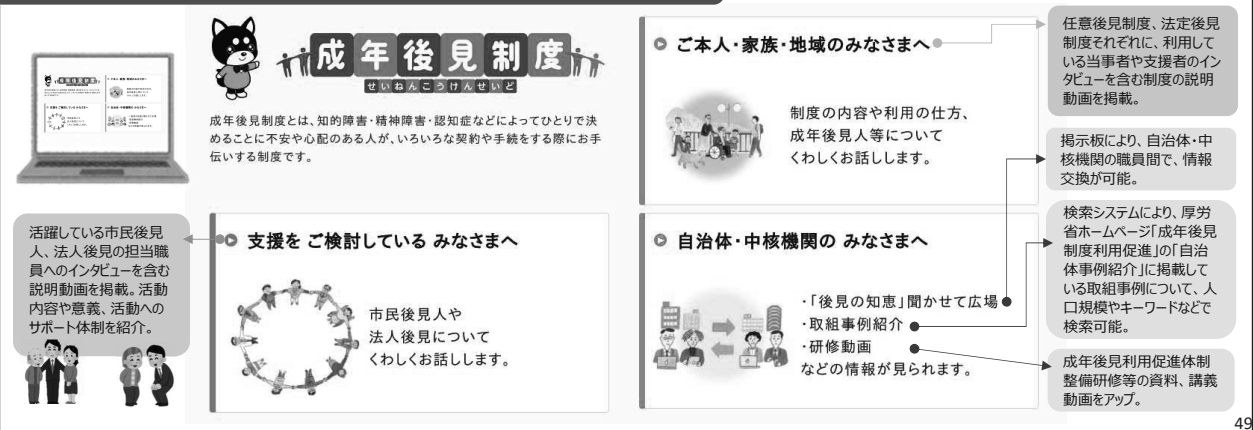 成年後見制度
せいねんこうけんせいど
成年後見制度とは、知的障害・精神障害・認知症などによってひとりで決
めることに不安や心配のある人が、いろいろな契約や手続をする際にお手
伝いする制度です。
ご本人・家族・地域のみなさまへ
制度の内容や利用の仕方、
成年後見人等について
くわしくお話しします。
任意後見制度、法定後見
制度それぞれに、利用して
いる当事者や支援者のイン
タビューを含む制度の説明
動画を掲載。
掲示板により、自治体・中
核機関の職員間で、情報
交換が可能。
活躍している市民後見
人、法人後見の担当職
員へのインタビューを含む
説明動画を掲載。活動
内容や意義、活動への
サポート体制を紹介。
支援を ご検討している みなさまへ
市民後見人や
法人後見について
くわしくお話しします。
自治体・中核機関の みなさまへ
・「後見の知恵」聞かせて広場
・取組事例紹介
・研修動画
などの情報が見られます。
検索システムにより、厚労
省ホームページ「成年後見
制度利用促進」の「自治
体事例紹介」に掲載して
いる取組事例について、人
口規模やキーワードなどで
検索可能。
成年後見利用促進体制
整備研修等の資料、講義
動画をアップ。
49